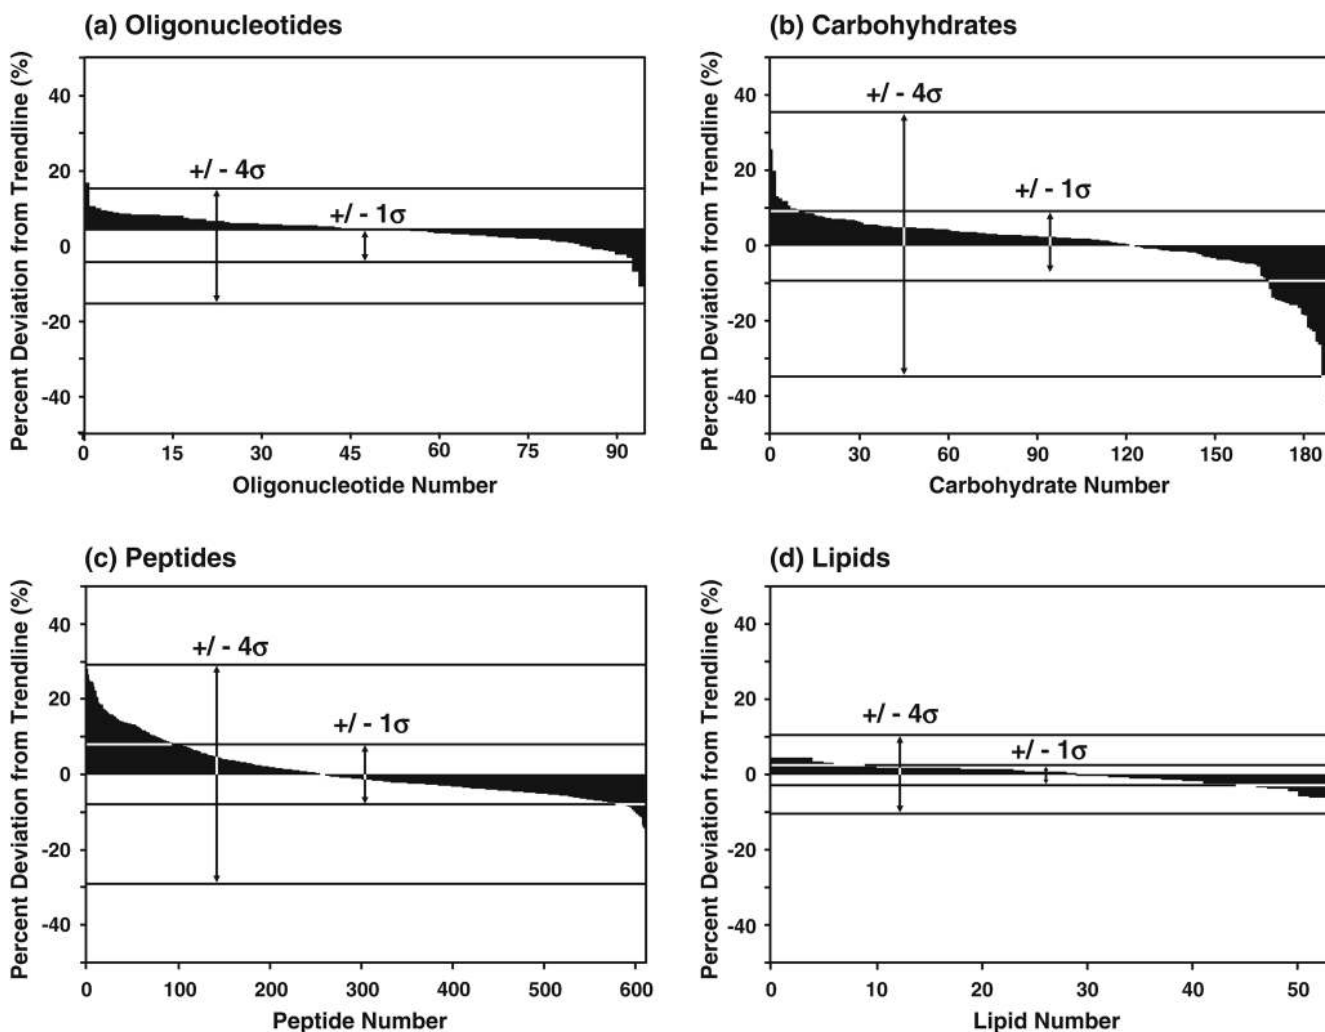 (a) Oligonucleotides
Percent Deviation from Trendline (%)
40
20
0
-20
-40
+/ - 4σ
+/ - 1σ
0 15 30 45 60 75 90
Oligonucleotide Number
(b) Carbohyhdrates
Percent Deviation from Trendline (%)
40
20
0
-20
-40
+/ - 4σ
+/ - 1σ
0 30 60 90 120 150 180
Carbohydrate Number
(c) Peptides
Percent Deviation from Trendline (%)
40
20
0
-20
-40
+/ - 4σ
+/ - 1σ
0 100 200 300 400 500 600
Peptide Number
(d) Lipids
Percent Deviation from Trendline (%)
40
20
0
-20
-40
+/ - 4σ
+/ - 1σ
0 10 20 30 40 50
Lipid Number